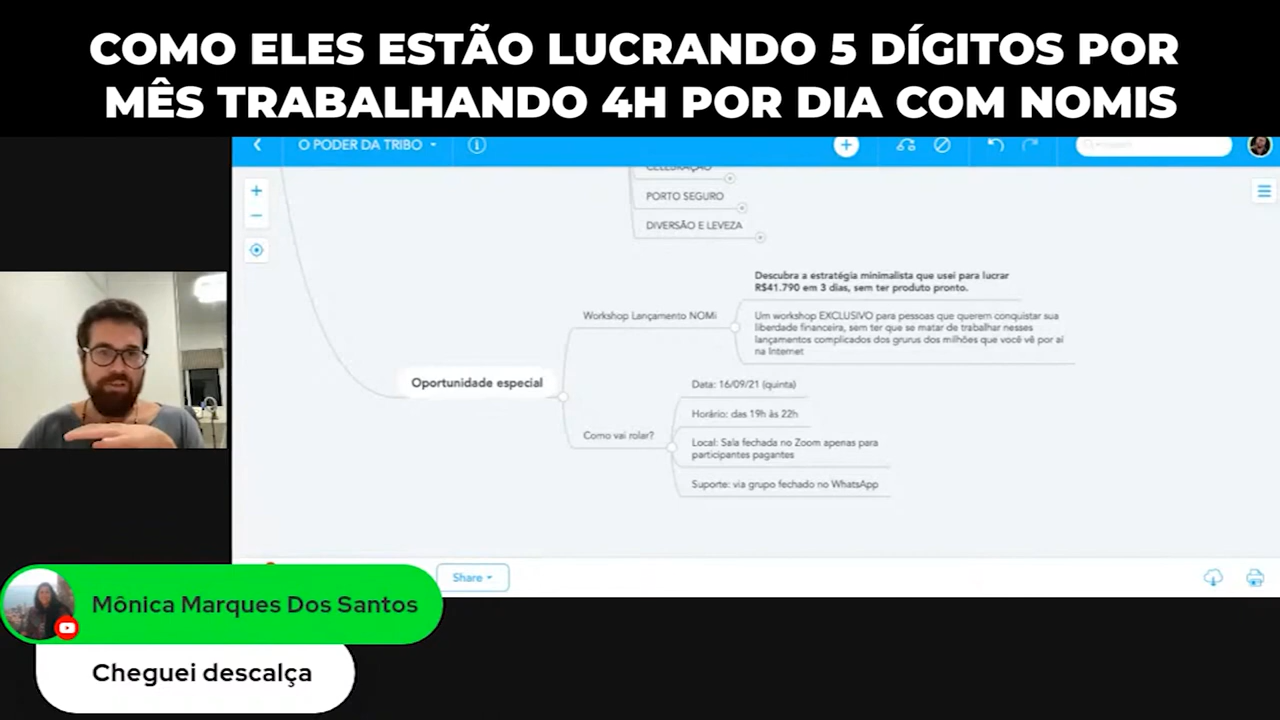 COMO ELES ESTÃO LUCRANDO 5 DÍGITOS POR
MÊS TRABALHANDO 4H POR DIA COM NOMIS
O PODER DA TRIBO
CELEBRAÇÃO
PORTO SEGURO
DIVERSÃO E LEVEZA
Descubra a estratégia minimalista que usei para lucrar
R$41.790 em 3 dias, sem ter produto pronto.
Workshop Lançamento NOMi
Um workshop EXCLUSIVO para pessoas que querem conquistar sua
liberdade financeira, sem ter que se matar de trabalhar nesses
lançamentos complicados dos grurus dos milhões que você vê por aí
na Internet
Oportunidade especial
Data: 16/09/21 (quinta)
Horário: das 19h às 22h
Como vai rolar?
Local: Sala fechada no Zoom apenas para
participantes pagantes
Suporte: via grupo fechado no WhatsApp
Share
Mônica Marques Dos Santos
Cheguei descalça